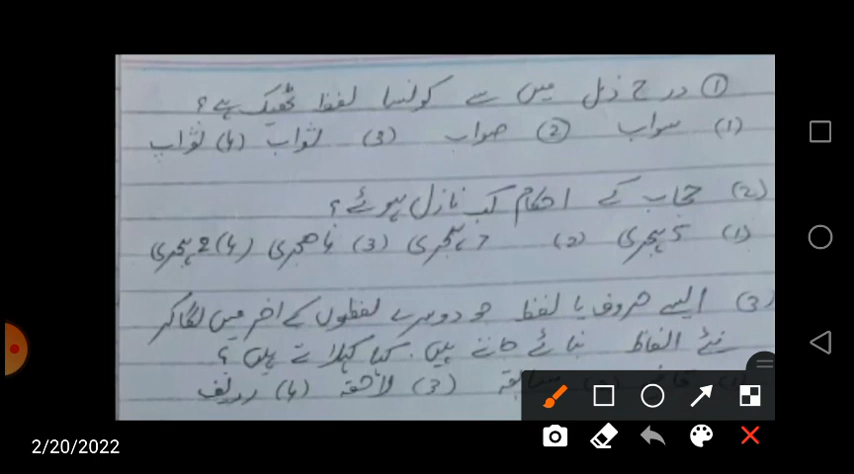 ① درج ذیل میں سے کونسا لفظ ٹھیک ہے؟
(1) سواب (2) صواب (3) ثواب (4) ثواب
(2) حجاب کے احکام کب نازل ہوئے؟
(1) 5 ہجری (2) 7 ہجری (3) 4 ہجری (4) 2 ہجری
(3) ایسے حروف یا لفظ جو دوسرے لفظوں کے آخر میں لگا کر
نئے الفاظ بنائے جاتے ہیں. کیا کہلاتے ہیں؟
(3) لاحقہ (4) ردیف
2/20/2022